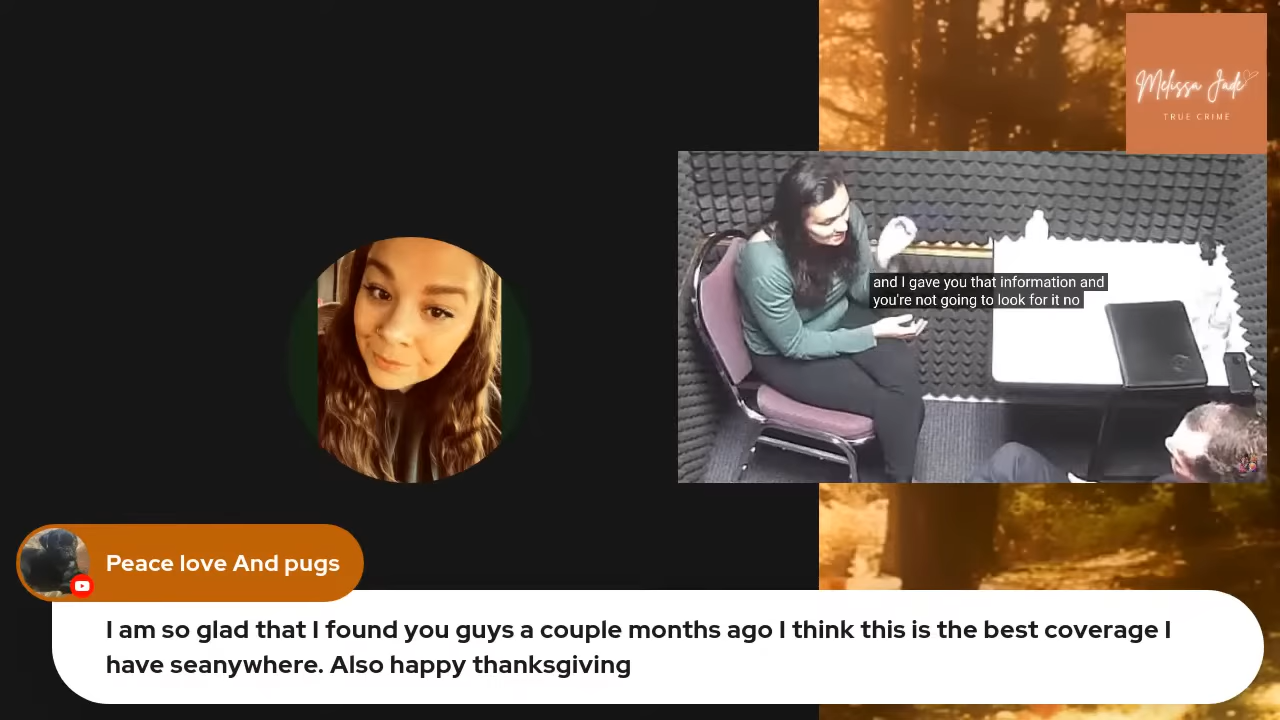 Melissa Jade
TRUE CRIME
and I gave you that information and
you're not going to look for it no
Peace love And pugs
I am so glad that I found you guys a couple months ago I think this is the best coverage I
have seanywhere. Also happy thanksgiving